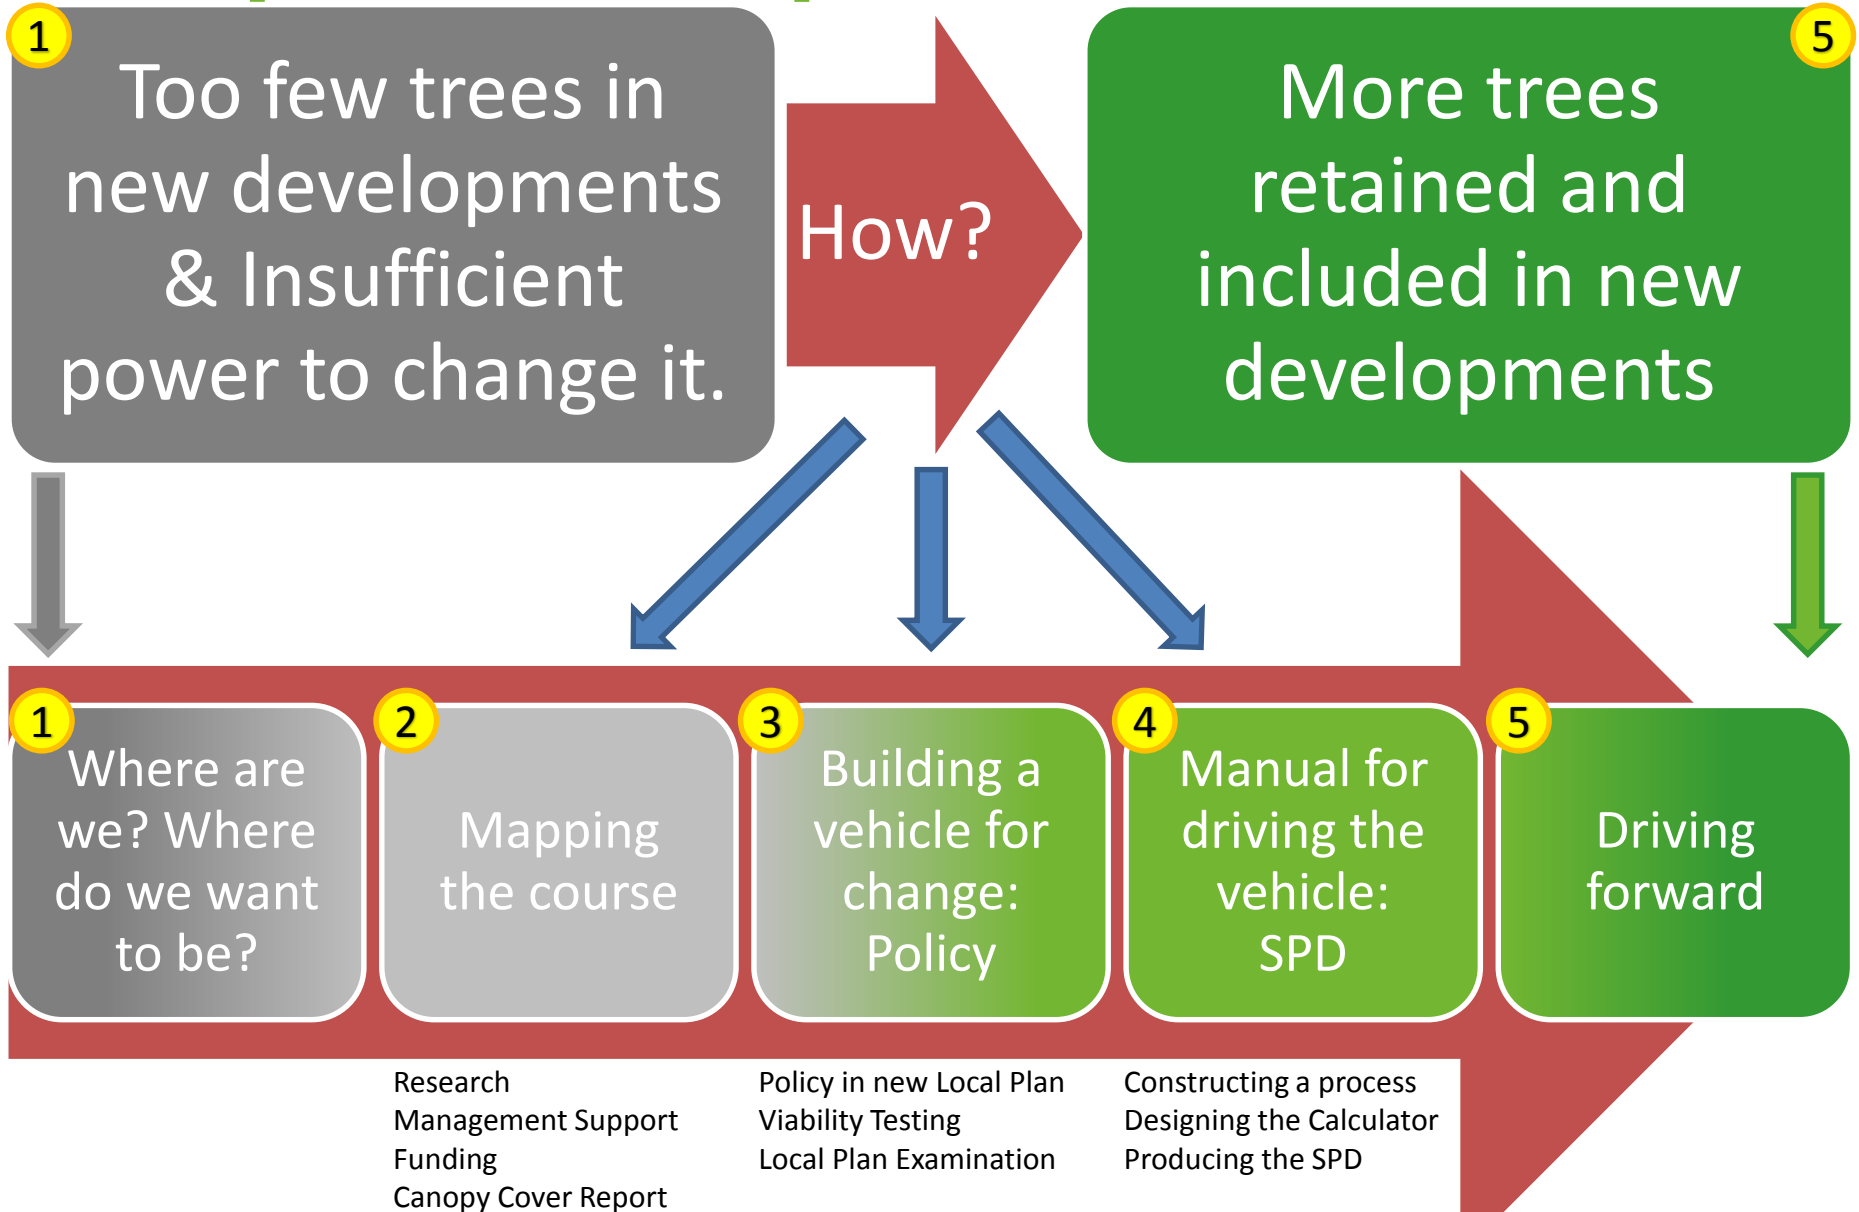 1
Too few trees in
new developments
& Insufficient
power to change it.
How?
5
More trees
retained and
included in new
developments
1
Where are
we? Where
do we want
to be?
2
Mapping
the course
3
Building a
vehicle for
change:
Policy
4
Manual for
driving the
vehicle:
SPD
5
Driving
forward
Research
Management Support
Funding
Canopy Cover Report
Policy in new Local Plan
Viability Testing
Local Plan Examination
Constructing a process
Designing the Calculator
Producing the SPD